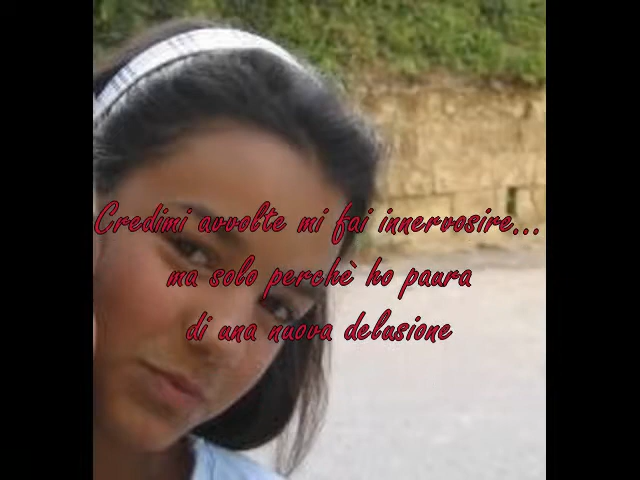 Credimi avvolte mi fai innervosire...
ma solo perchè ho paura
di una nuova delusione